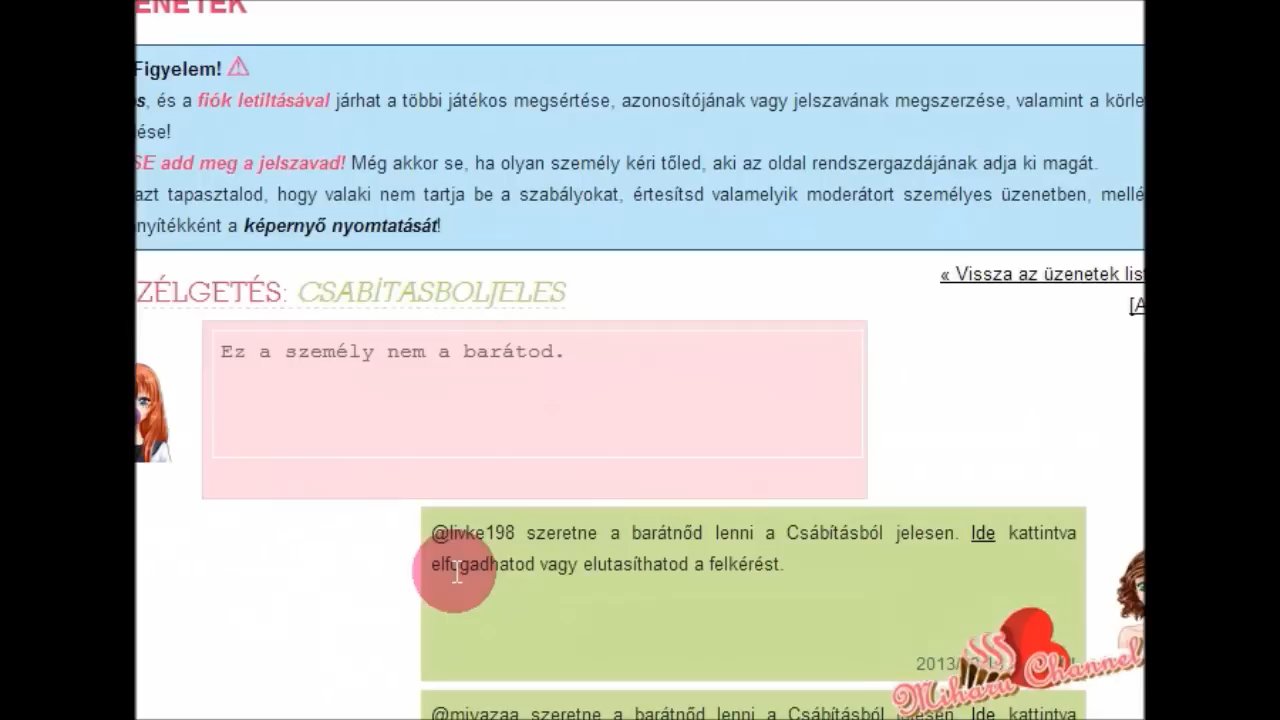 ENETEK
Figyelem!
s, és a fiók letiltásával járhat a többi játékos megsértése, azonosítójának vagy jelszavának megszerzése, valamint a körle
ése!
SE add meg a jelszavad! Még akkor se, ha olyan személy kéri tőled, aki az oldal rendszergazdájának adja ki magát.
azt tapasztalod, hogy valaki nem tartja be a szabályokat, értesítsd valamelyik moderátort személyes üzenetben, mellé
nyítékként a képernyő nyomtatását!
« Vissza az üzenetek lis
ZÉLGETÉS: CSABÍTASBOLJELES
[A
Ez a személy nem a barátod.
@livke198 szeretne a barátnőd lenni a Csábításból jelesen. Ide kattintva
elfogadhatod vagy elutasíthatod a felkérést.
2013/
Miharu Channel
@miyazaa szeretne a barátnőd lenni a Csábításból jelesen. Ide kattintva